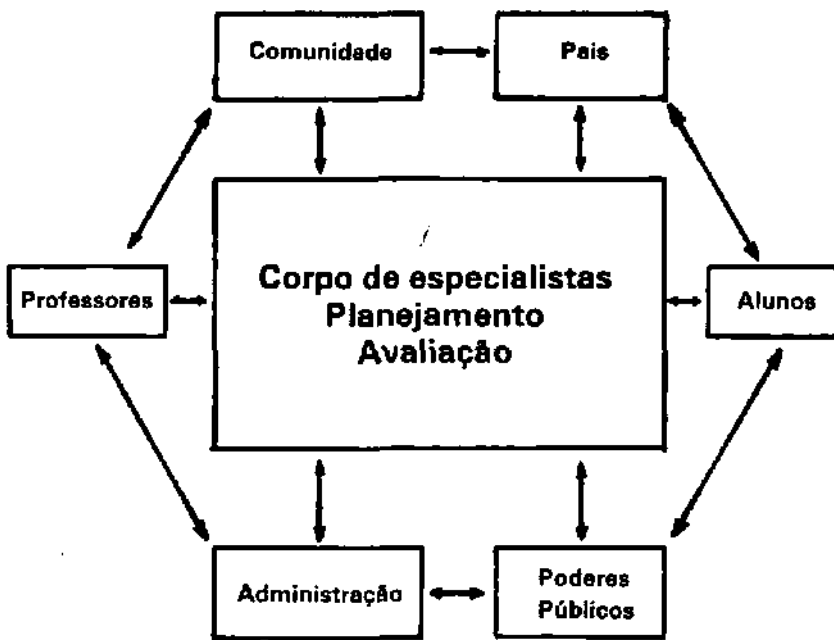 Comunidade
Pais
Corpo de especialistas
Planejamento
Avaliação
Professores
Alunos
Administração
Poderes
Públicos